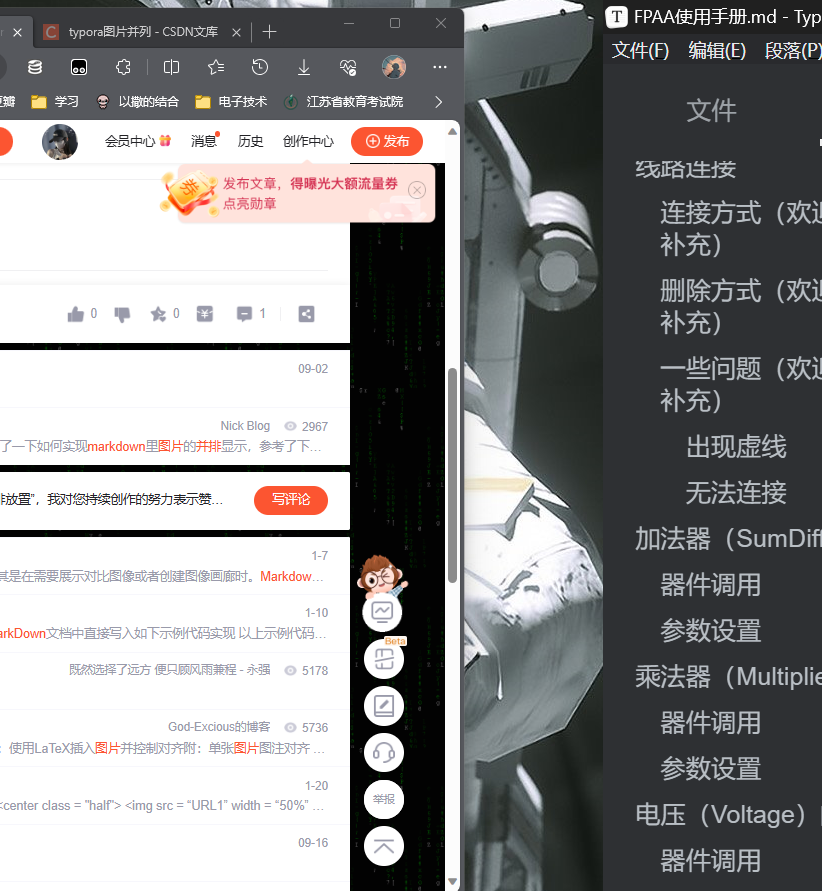 typora图片并列 - CSDN文库
学习
以撒的结合
电子技术
江苏省教育考试院
会员中心
消息
历史
创作中心
发布
发布文章，得曝光大额流量券
点亮勋章
0
0
1
09-02
Nick Blog 2967
了一下如何实现markdown里图片的并排显示，参考了下…
放置”，我对您持续创作的努力表示赞…
写评论
1-7
其是在需要展示对比图像或者创建图像画廊时。Markdow…
1-10
arkDown文档中直接写入如下示例代码实现 以上示例代码…
既然选择了远方 便只顾风雨兼程 - 永强 5178
God-Excious的博客 5736
：使用LaTeX插入图片并控制对齐附：单张图片图注对齐 …
1-20
<center class = "half"> <img src = “URL1” width = “50%” …
09-16
Beta
举报
T FPAA使用手册.md - Typ
文件(F) 编辑(E) 段落(P)
文件
线路连接
连接方式（欢迎
补充）
删除方式（欢迎
补充）
一些问题（欢迎
补充）
出现虚线
无法连接
加法器（SumDiff
器件调用
参数设置
乘法器（Multiplie
器件调用
参数设置
电压（Voltage）
器件调用